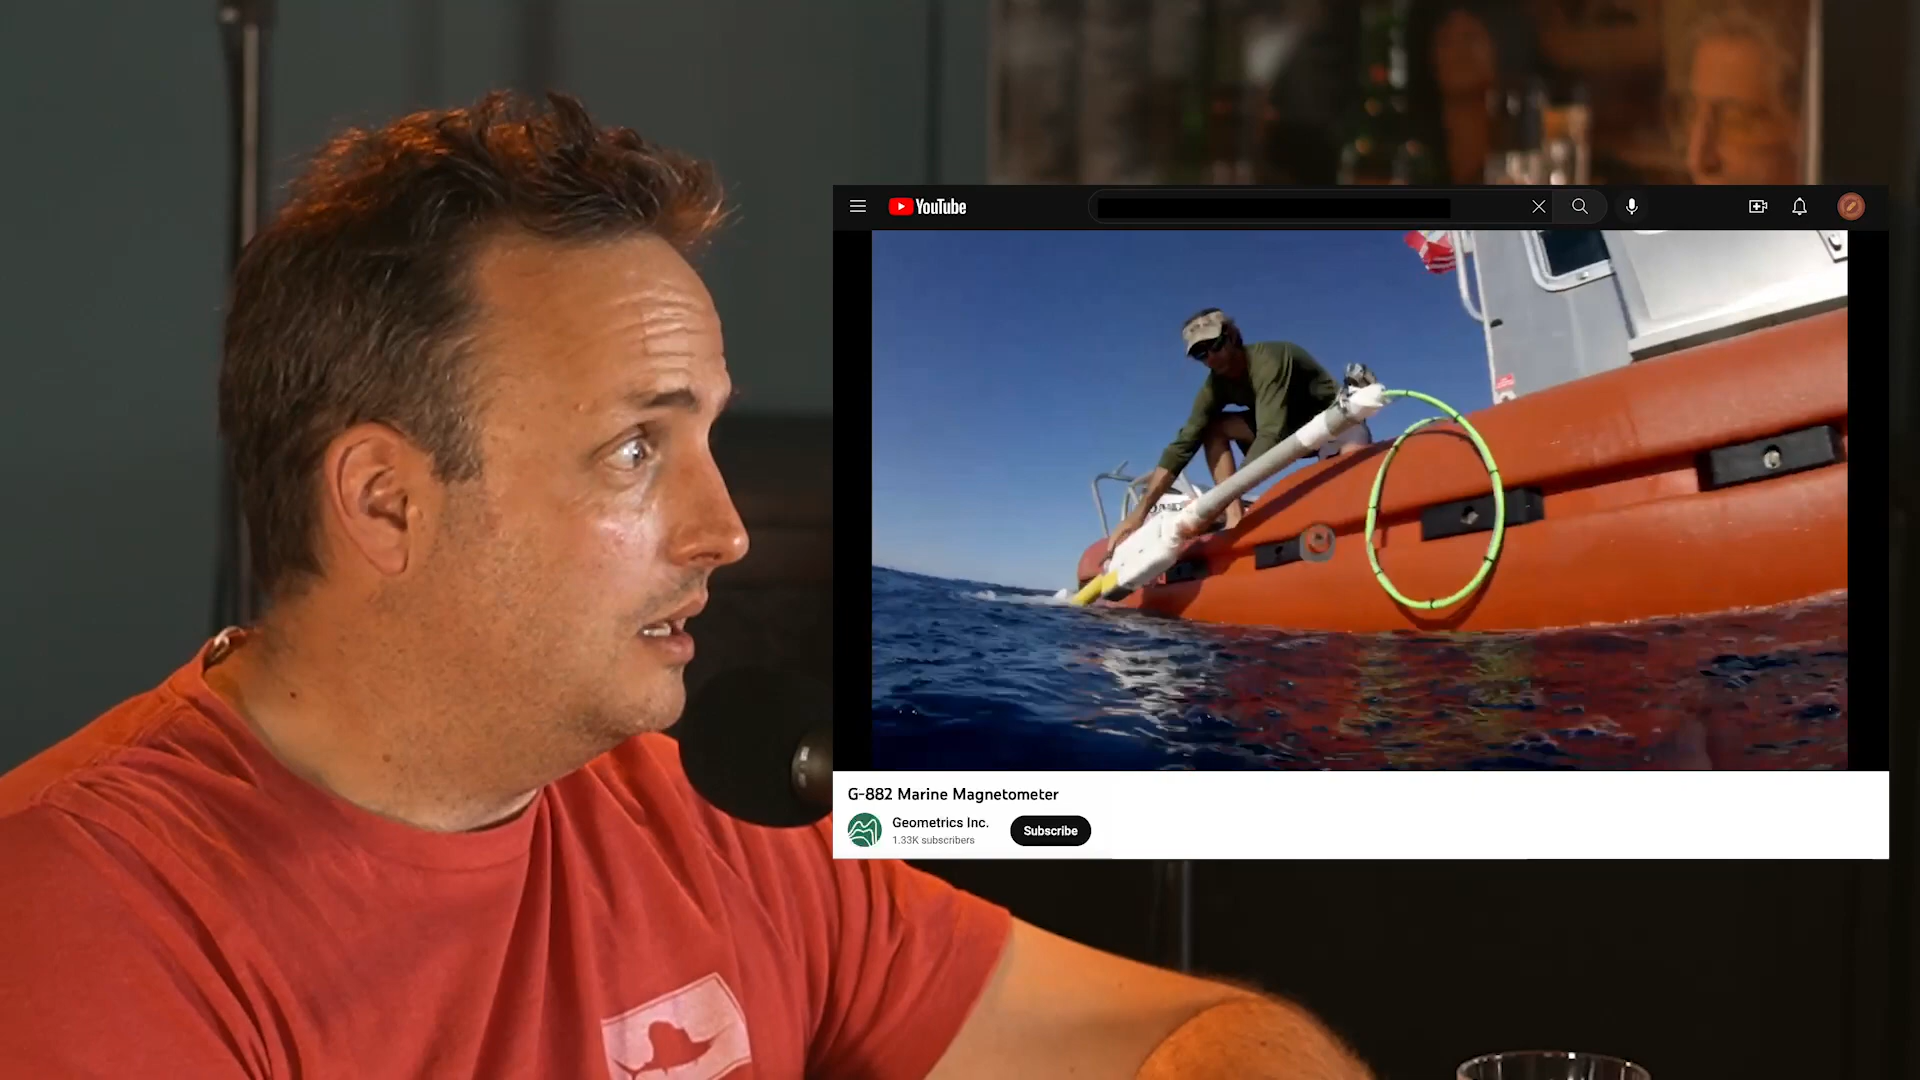 YouTube
G-882 Marine Magnetometer
Geometrics Inc.
1.33K subscribers
Subscribe